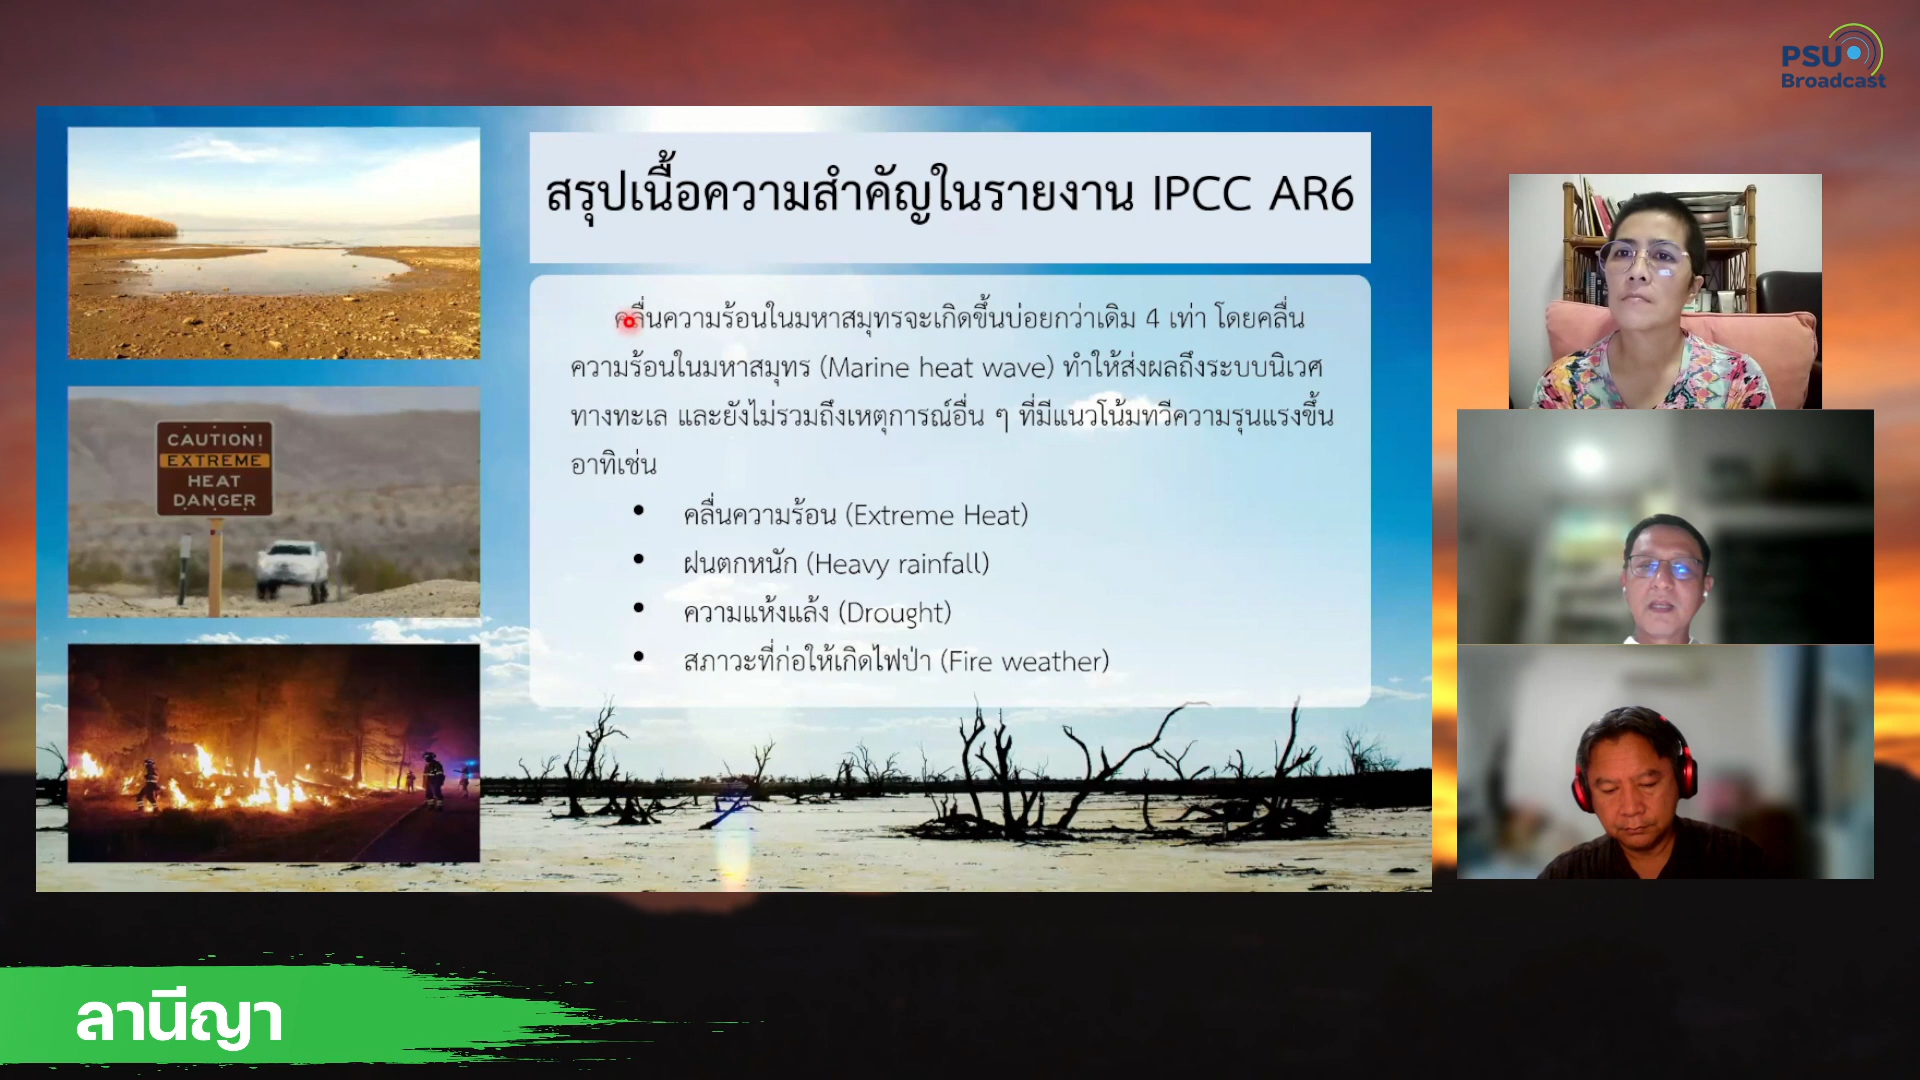 PSU
Broadcast
สรุปเนื้อความสำคัญในรายงาน IPCC AR6
คลื่นความร้อนในมหาสมุทรจะเกิดขึ้นบ่อยกว่าเดิม 4 เท่า โดยคลื่น
ความร้อนในมหาสมุทร (Marine heat wave) ทำให้ส่งผลถึงระบบนิเวศ
ทางทะเล และยังไม่รวมถึงเหตุการณ์อื่น ๆ ที่มีแนวโน้มทวีความรุนแรงขึ้น
อาทิเช่น
• คลื่นความร้อน (Extreme Heat)
• ฝนตกหนัก (Heavy rainfall)
• ความแห้งแล้ง (Drought)
• สภาวะที่ก่อให้เกิดไฟป่า (Fire weather)
CAUTION!
EXTREME
HEAT
DANGER
ลานีญา